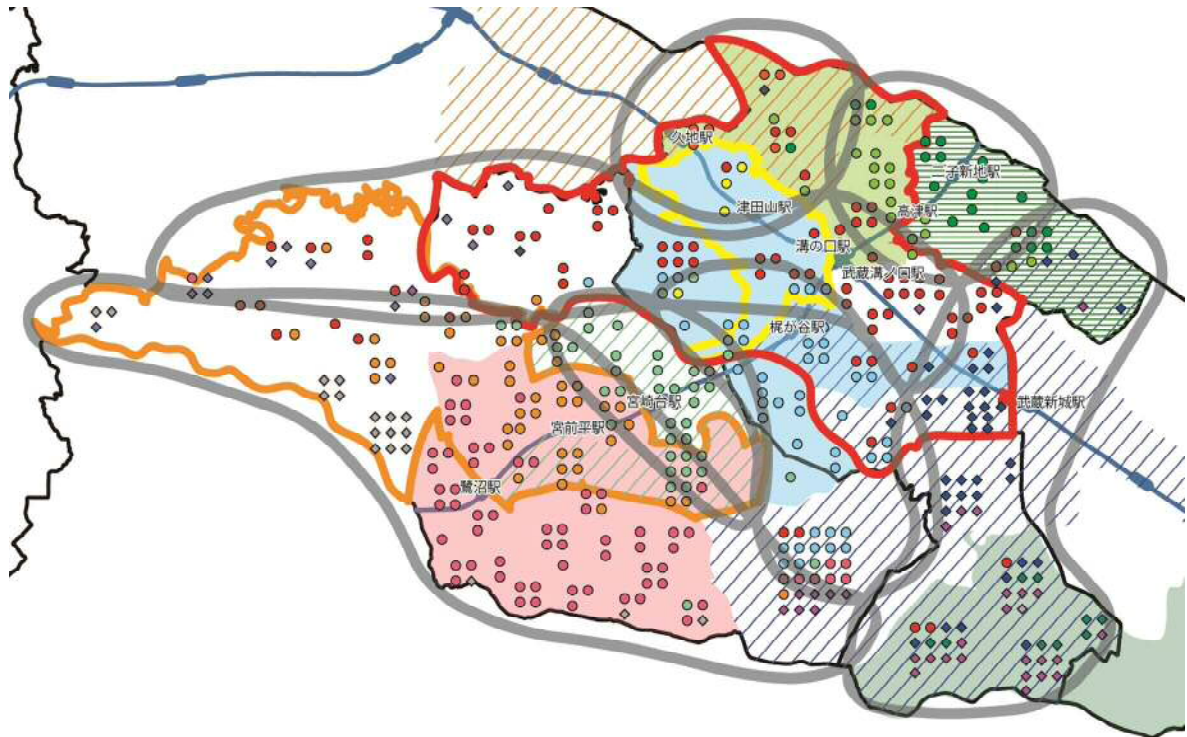 久地駅
二子新地駅
津田山駅
高津駅
溝の口駅
武蔵溝ノ口駅
梶が谷駅
宮崎台駅
武蔵新城駅
宮前平駅
鷺沼駅